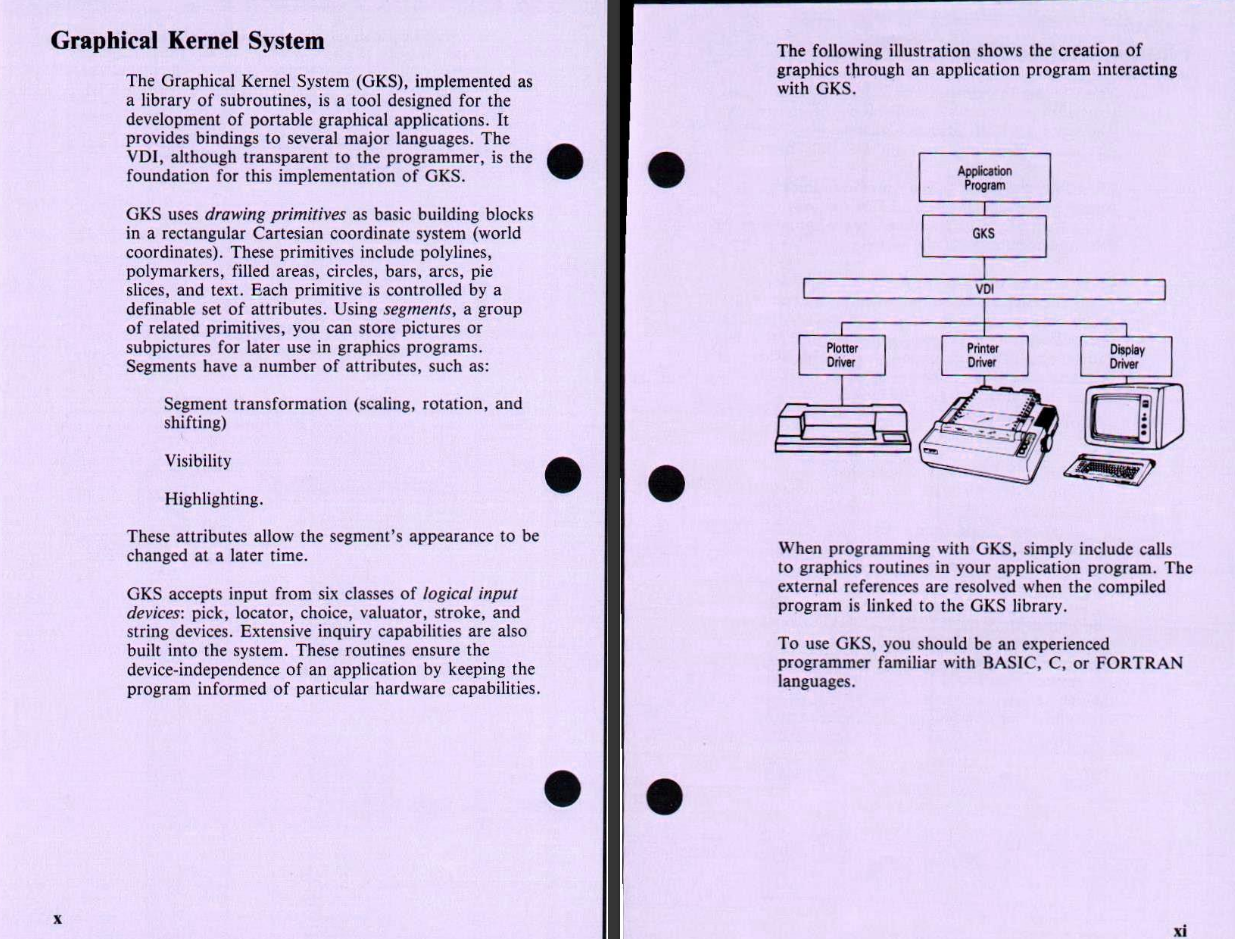 Graphical Kernel System
The Graphical Kernel System (GKS), implemented as
a library of subroutines, is a tool designed for the
development of portable graphical applications. It
provides bindings to several major languages. The
VDI, although transparent to the programmer, is the
foundation for this implementation of GKS.
GKS uses drawing primitives as basic building blocks
in a rectangular Cartesian coordinate system (world
coordinates). These primitives include polylines,
polymarkers, filled areas, circles, bars, arcs, pie
slices, and text. Each primitive is controlled by a
definable set of attributes. Using segments, a group
of related primitives, you can store pictures or
subpictures for later use in graphics programs.
Segments have a number of attributes, such as:
Segment transformation (scaling, rotation, and
shifting)
Visibility
Highlighting.
These attributes allow the segment's appearance to be
changed at a later time.
GKS accepts input from six classes of logical input
devices: pick, locator, choice, valuator, stroke, and
string devices. Extensive inquiry capabilities are also
built into the system. These routines ensure the
device-independence of an application by keeping the
program informed of particular hardware capabilities.
x
The following illustration shows the creation of
graphics through an application program interacting
with GKS.
Application
Program
GKS
VDI
Plotter
Driver
Printer
Driver
Display
Driver
When programming with GKS, simply include calls
to graphics routines in your application program. The
external references are resolved when the compiled
program is linked to the GKS library.
To use GKS, you should be an experienced
programmer familiar with BASIC, C, or FORTRAN
languages.
xi